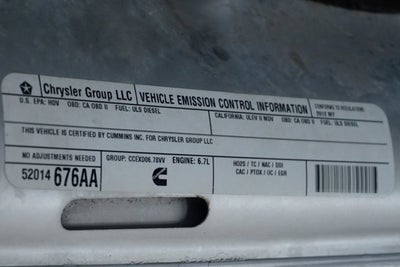 Chrysler Group LLC VEHICLE EMISSION CONTROL INFORMATION CONFORMS TO REGULATIONS:
U.S. EPA: HDV OBD: CA OBD II FUEL: ULS DIESEL CALIFORNIA: ULEV II MDV OBD: CA OBD II FUEL: ULS DIESEL 2012 MY
THIS VEHICLE IS CERTIFIED BY CUMMINS INC. FOR CHRYSLER GROUP LLC
NO ADJUSTMENTS NEEDED GROUP: CCEXD06.78VV ENGINE: 6.7L HO2S / TC / NAC / DDI
52014 676AA CAC / PTOX / OC / EGR